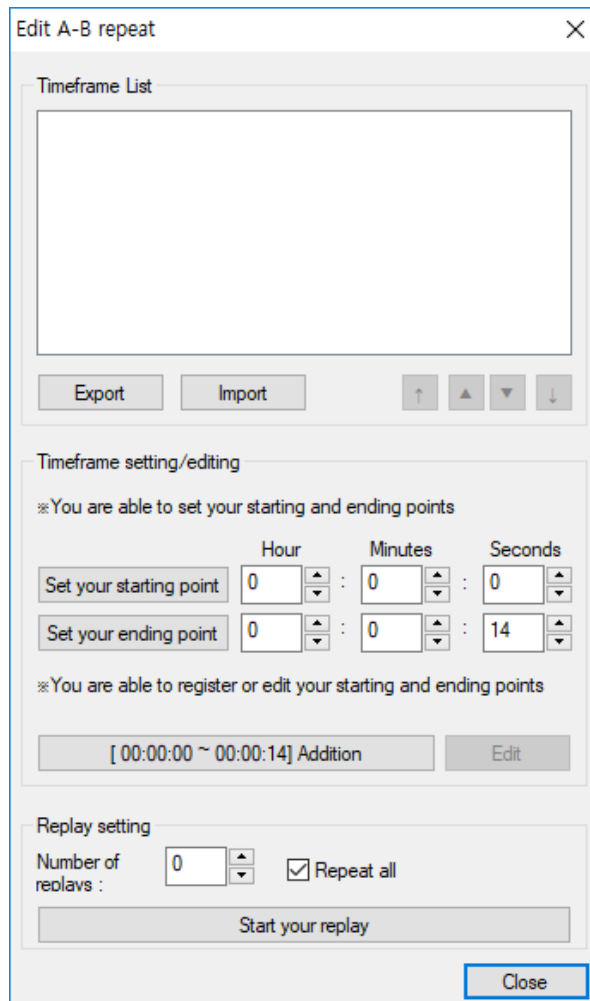 Edit A-B repeat
Timeframe List
Export Import
Timeframe setting/editing
※You are able to set your starting and ending points
Hour Minutes Seconds
Set your starting point 0 : 0 : 0
Set your ending point 0 : 0 : 14
※You are able to register or edit your starting and ending points
[ 00:00:00 ~ 00:00:14] Addition Edit
Replay setting
Number of
replays : 0 Repeat all
Start your replay
Close